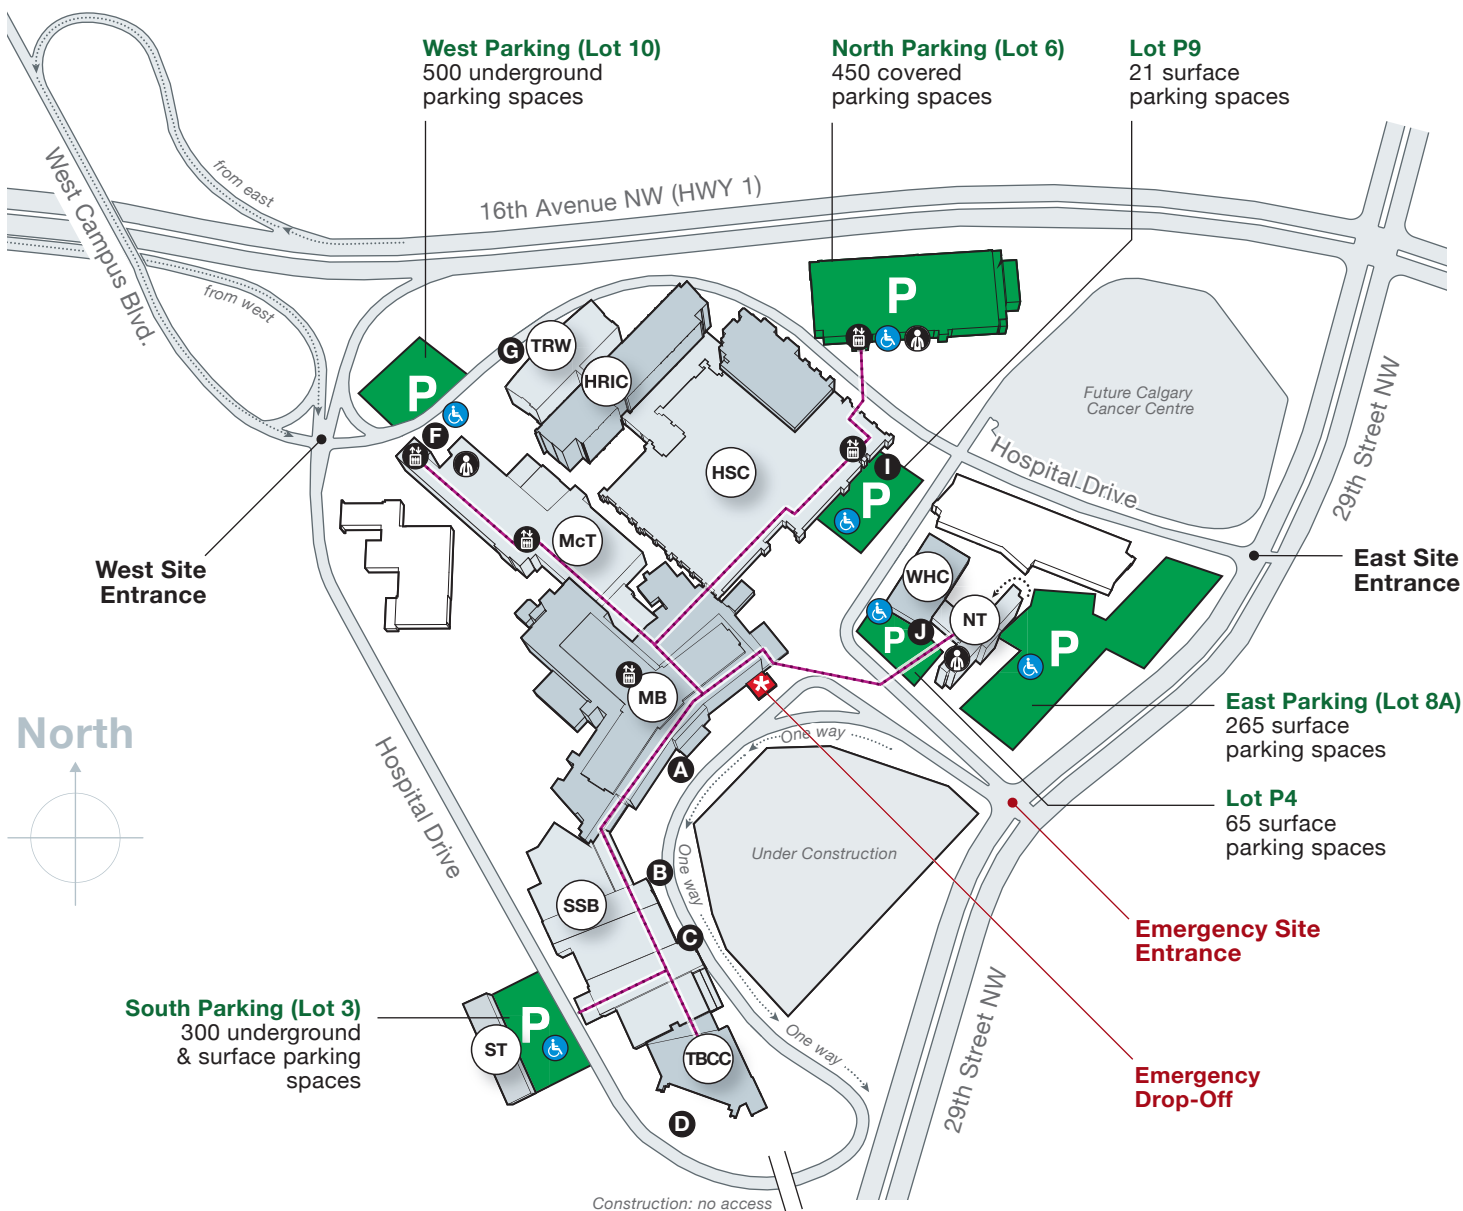 West Parking (Lot 10)
500 underground
parking spaces
North Parking (Lot 6)
450 covered
parking spaces
Lot P9
21 surface
parking spaces
from east
West Campus Blvd.
16th Avenue NW (HWY 1)
from west
P
P
G
TRW
HRIC
F
HSC
I
P
McT
Future Calgary
Cancer Centre
Hospital Drive
29th Street NW
West Site
Entrance
East Site
Entrance
WHC
NT
J
P
P
MB
*
East Parking (Lot 8A)
265 surface
parking spaces
North
Hospital Drive
A
One way
Lot P4
65 surface
parking spaces
Under Construction
One way
B
SSB
C
Emergency Site
Entrance
South Parking (Lot 3)
300 underground
& surface parking
spaces
P
ST
TBCC
One way
29th Street NW
Emergency
Drop-Off
D
Construction: no access